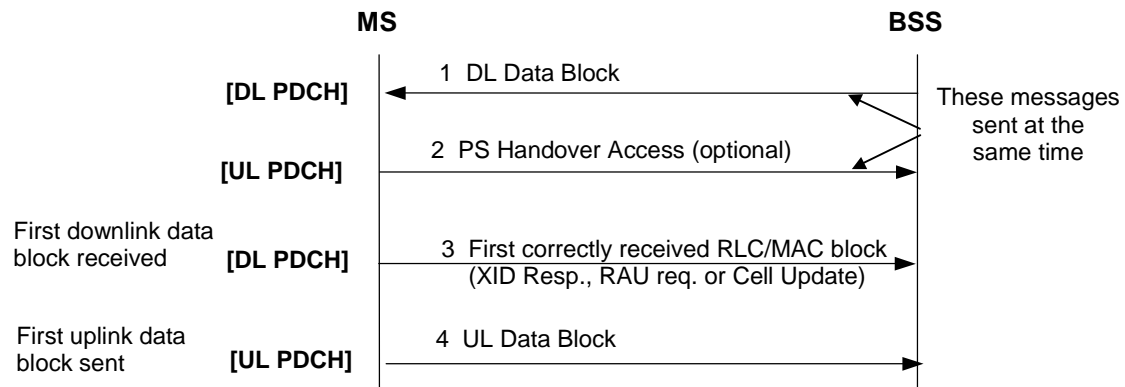 MS
BSS
1 DL Data Block
[DL PDCH]
These messages
sent at the
same time
2 PS Handover Access (optional)
[UL PDCH]
First downlink data
block received
[DL PDCH]
3 First correctly received RLC/MAC block
(XID Resp., RAU req. or Cell Update)
First uplink data
block sent
[UL PDCH]
4 UL Data Block